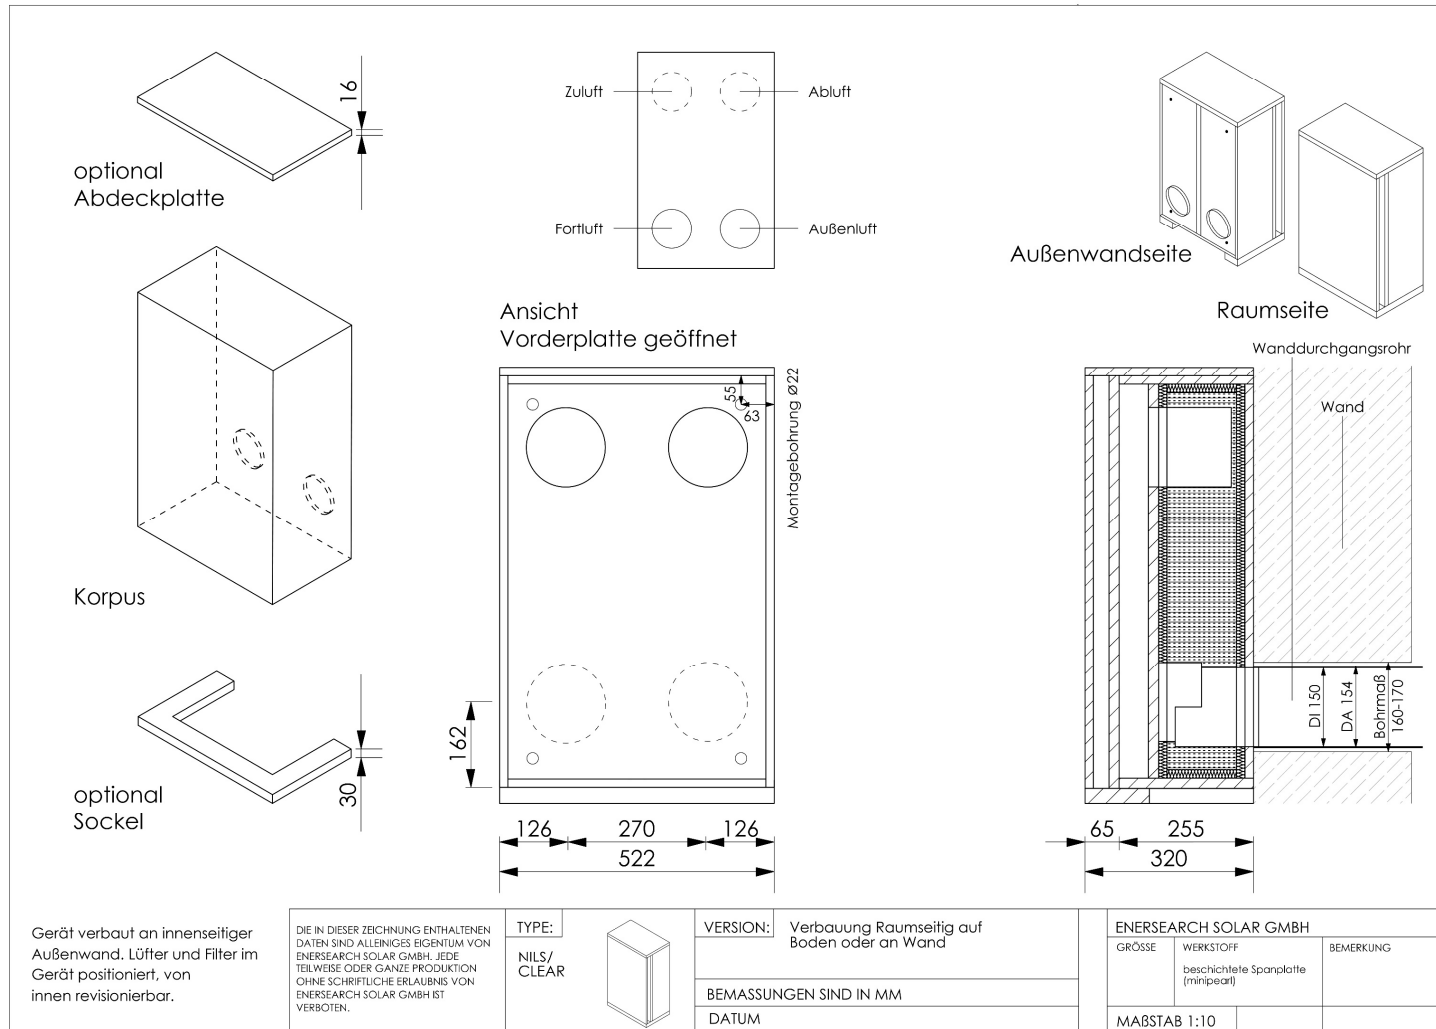 16
optional
Abdeckplatte
Zuluft
Abluft
Fortluft
Außenluft
Außenwandseite
Raumseite
Korpus
optional
Sockel
30
Ansicht
Vorderplatte geöffnet
55
63
Montagebohrung Ø22
162
126
270
126
522
Wanddurchgangsrohr
Wand
DI 150
DA 154
Bohrmaß
160-170
65
255
320
Gerät verbaut an innenseitiger
Außenwand. Lüfter und Filter im
Gerät positioniert, von
innen revisionierbar.
DIE IN DIESER ZEICHNUNG ENTHALTENEN
DATEN SIND ALLEINIGES EIGENTUM VON
ENERSEARCH SOLAR GMBH. JEDE
TEILWEISE ODER GANZE PRODUKTION
OHNE SCHRIFTLICHE ERLAUBNIS VON
ENERSEARCH SOLAR GMBH IST
VERBOTEN.
TYPE:
NILS/
CLEAR
VERSION:
Verbauung Raumseitig auf
Boden oder an Wand
BEMASSUNGEN SIND IN MM
DATUM
ENERSEARCH SOLAR GMBH
GRÖSSE
WERKSTOFF
BEMERKUNG
beschichtete Spanplatte
(minipearl)
MAßSTAB 1:10